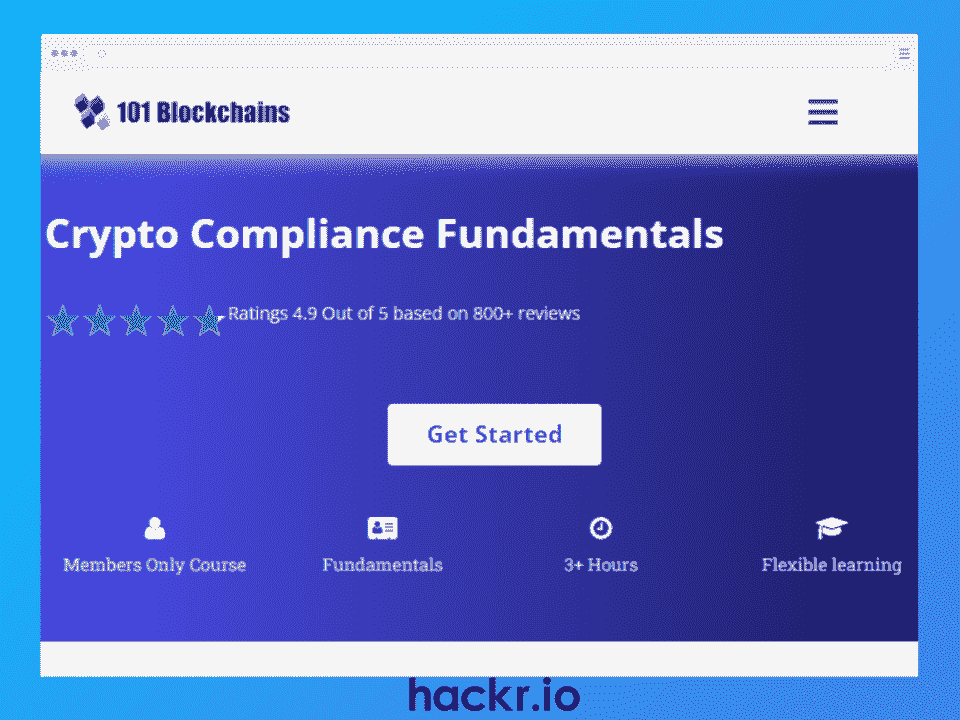 101 Blockchains
Crypto Compliance Fundamentals
Ratings 4.9 Out of 5 based on 800+ reviews
Get Started
Members Only Course
Fundamentals
3+ Hours
Flexible learning
hackr.io